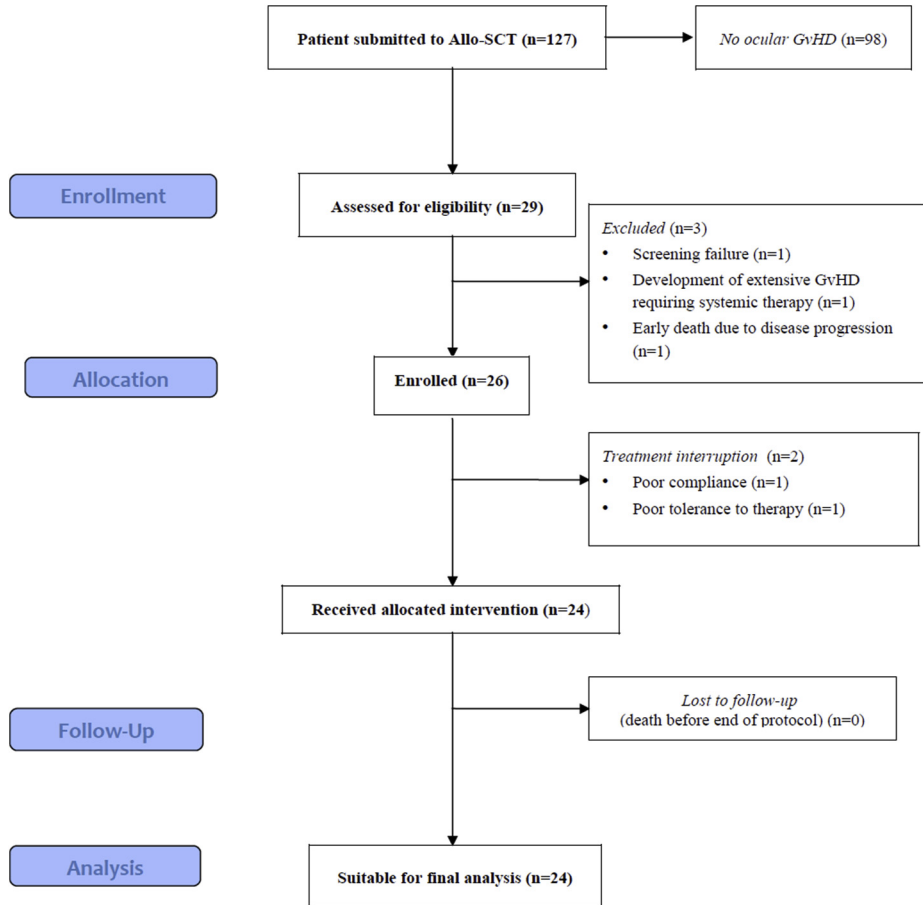 Patient submitted to Allo-SCT (n=127)
No ocular GvHD (n=98)
Enrollment
Assessed for eligibility (n=29)
Excluded (n=3)
• Screening failure (n=1)
• Development of extensive GvHD
requiring systemic therapy (n=1)
• Early death due to disease progression
(n=1)
Allocation
Enrolled (n=26)
Treatment interruption (n=2)
• Poor compliance (n=1)
• Poor tolerance to therapy (n=1)
Received allocated intervention (n=24)
Lost to follow-up
(death before end of protocol) (n=0)
Follow-Up
Analysis
Suitable for final analysis (n=24)